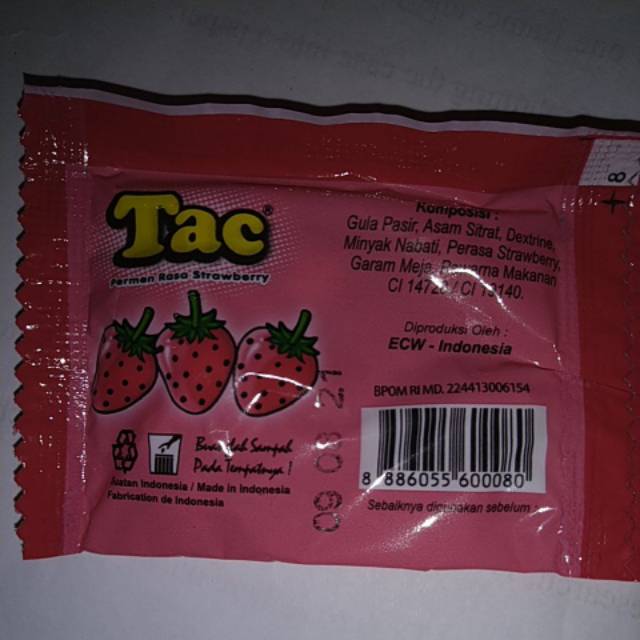 Tac®
Permen Rasa Strawberry
Komposisi :
Gula Pasir, Asam Sitrat, Dextrine,
Minyak Nabati, Perasa Strawberry,
Garam Meja, Pewarna Makanan
CI 14720 / CI
Diproduksi Oleh :
ECW - Indonesia
BPOM RI MD. 224413006154
8 886055 600080
Sebaiknya digunakan sebelum :
09 03 21
Buanglah Sampah
Pada Tempatnya !
Buatan Indonesia / Made in Indonesia
Fabrication de Indonesia